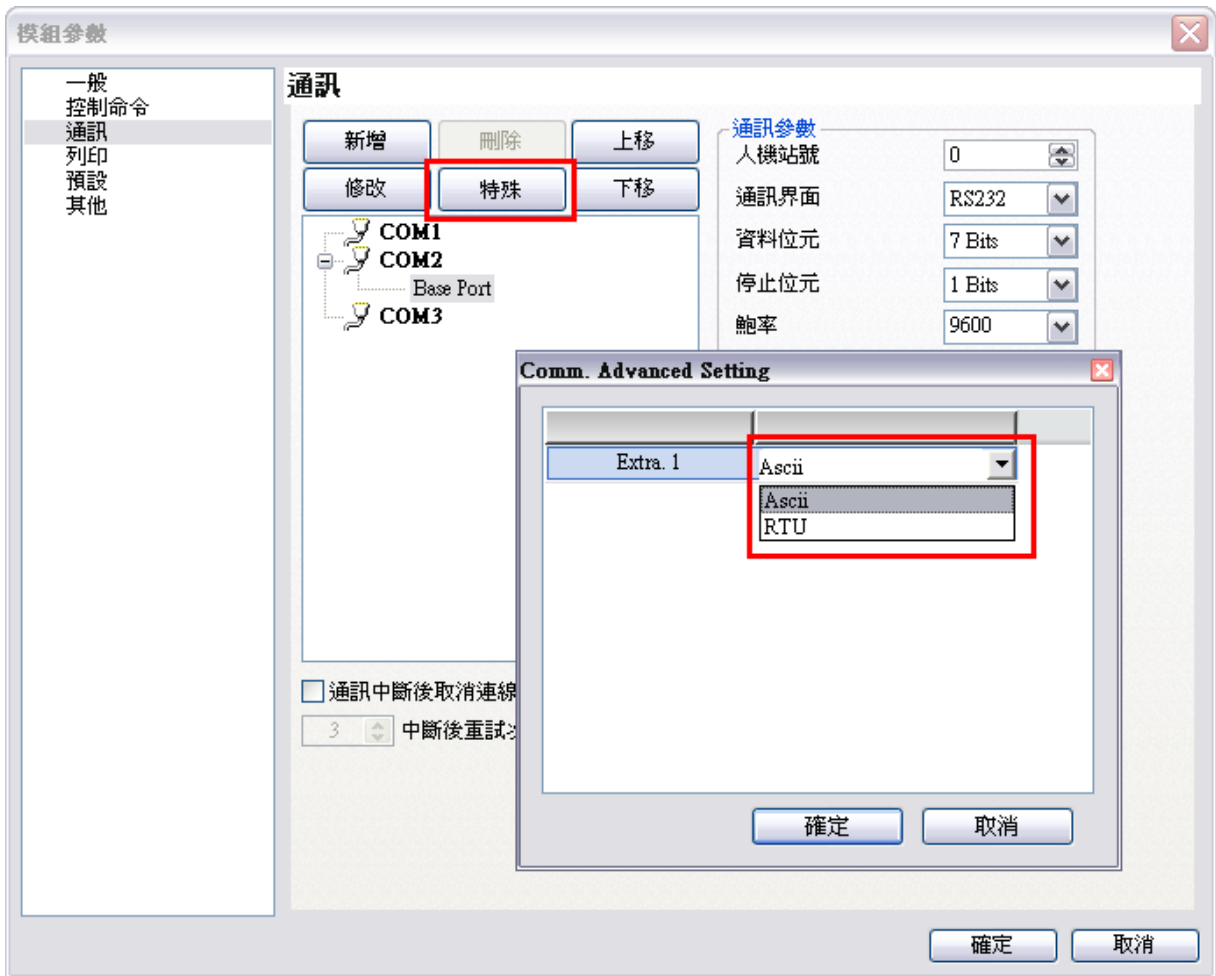 模組參數
一般
控制命令
通訊
列印
預設
其他
通訊
新增
刪除
上移
修改
特殊
下移
COM1
COM2
Base Port
COM3
通訊中斷後取消連線
3 中斷後重試
通訊參數
人機站號 0
通訊界面 RS232
資料位元 7 Bits
停止位元 1 Bits
鮑率 9600
Comm. Advanced Setting
Extra. 1 Ascii
Ascii
RTU
確定
取消
確定
取消